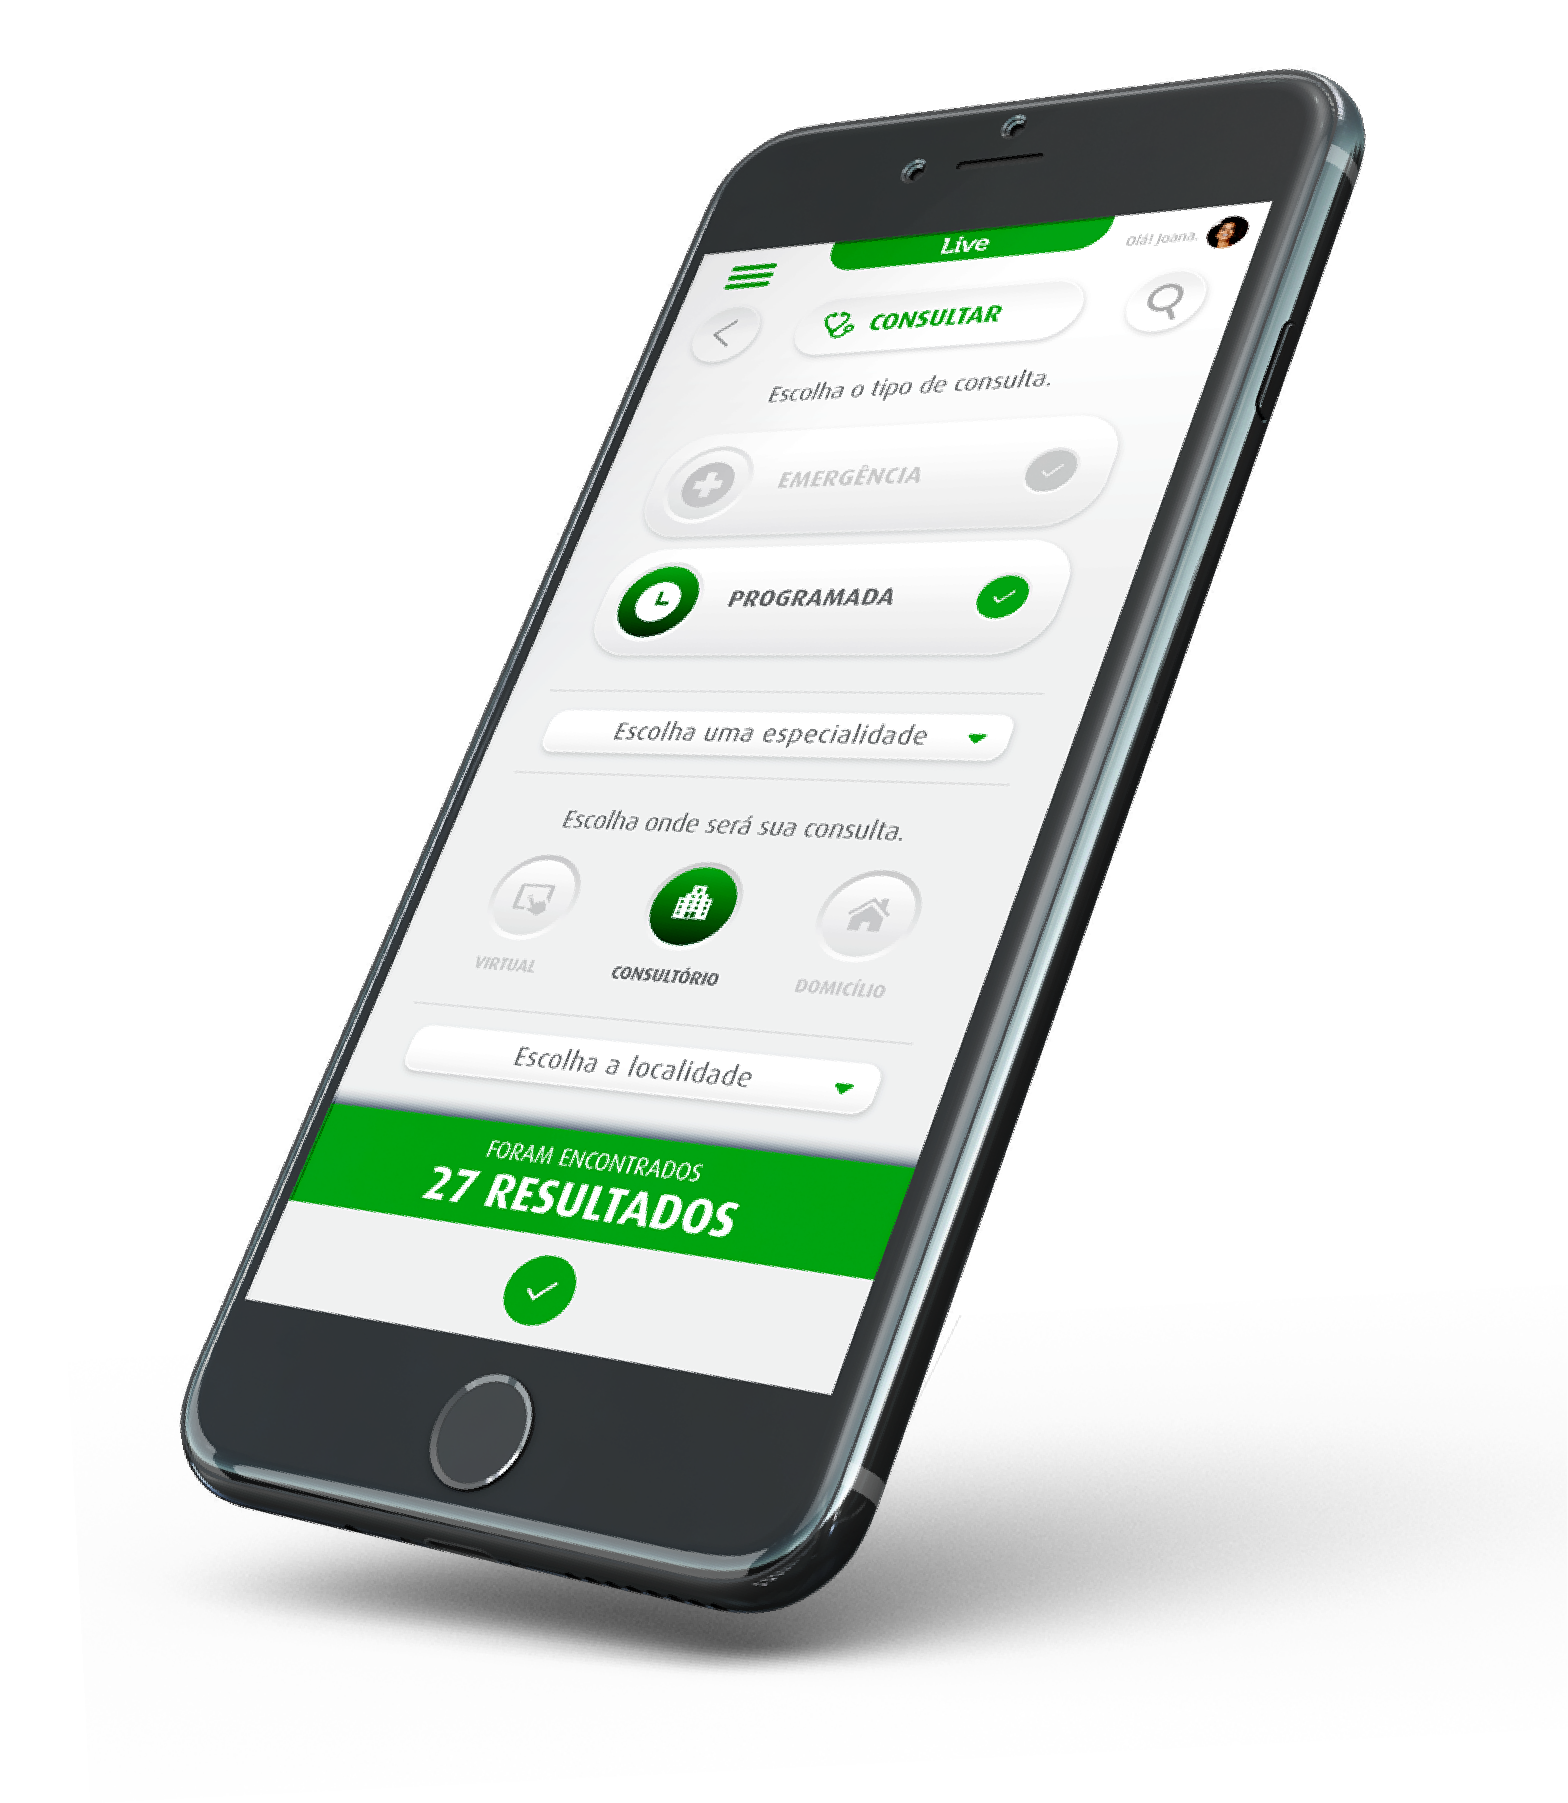 Live
Olá! Joana.
CONSULTAR
Escolha o tipo de consulta.
EMERGÊNCIA
PROGRAMADA
Escolha uma especialidade
Escolha onde será sua consulta.
VIRTUAL
CONSULTÓRIO
DOMICÍLIO
Escolha a localidade
FORAM ENCONTRADOS
27 RESULTADOS